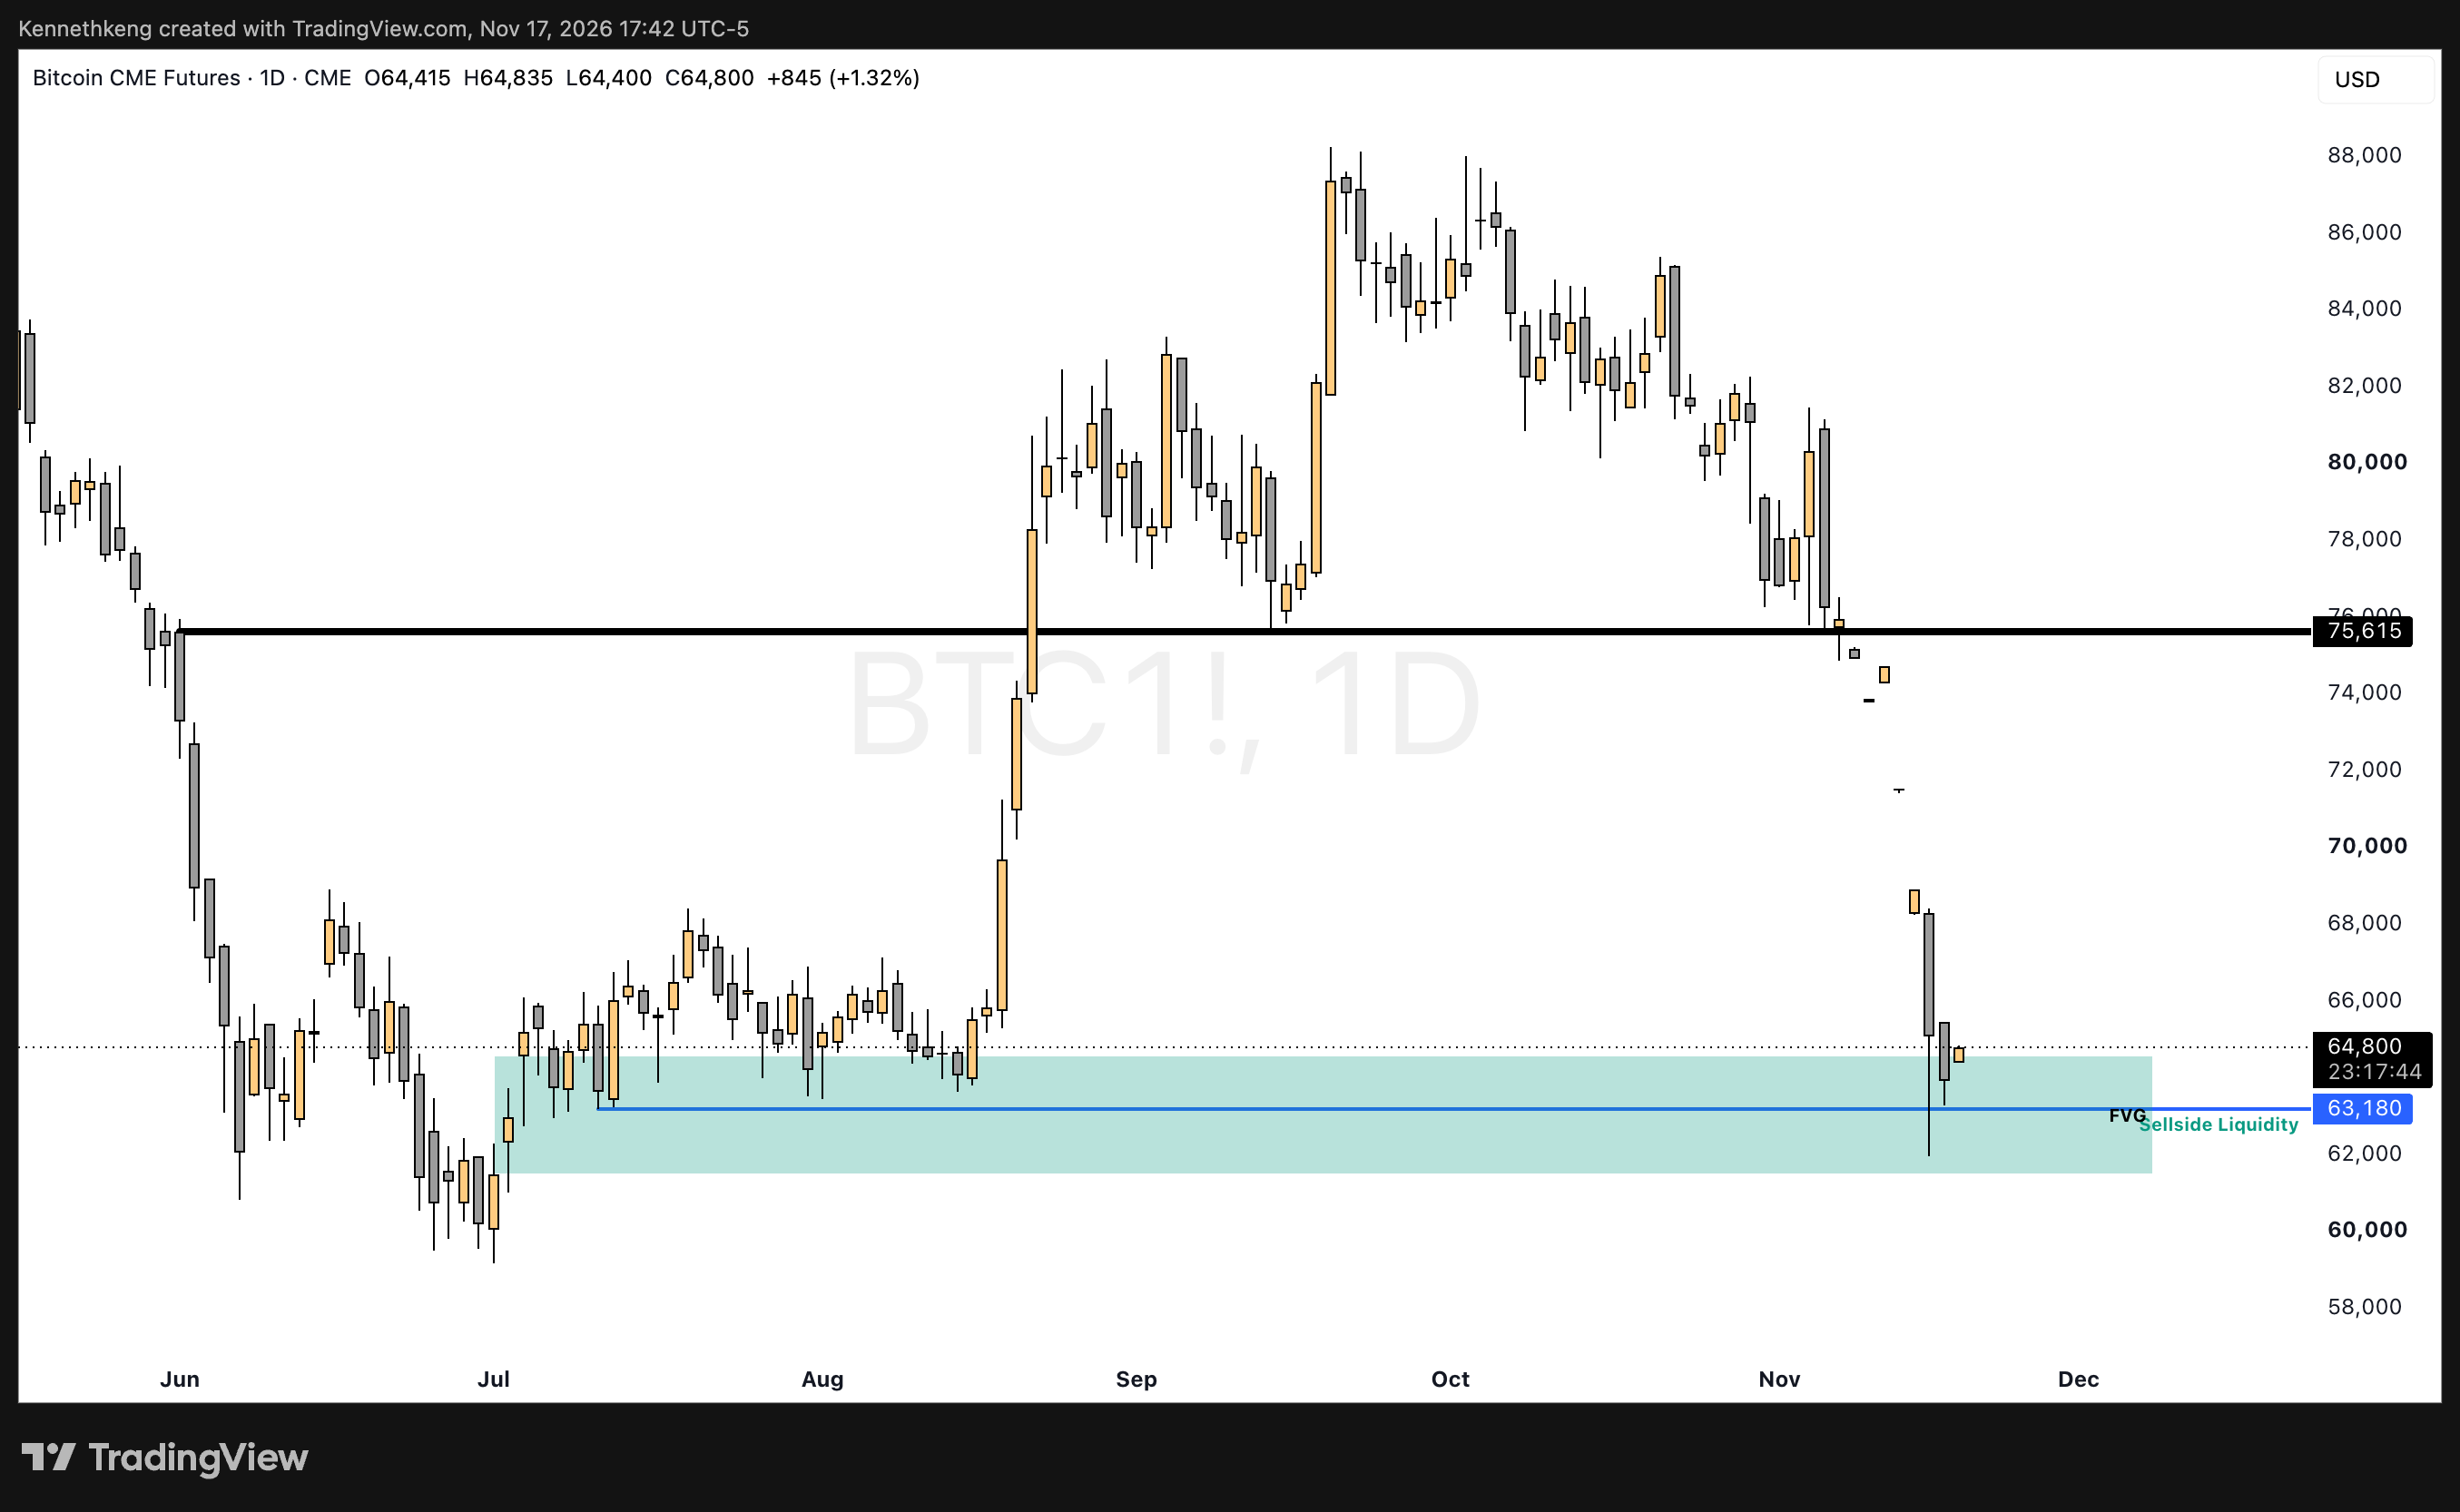 Kennethkeng created with TradingView.com, Nov 17, 2026 17:42 UTC-5
Bitcoin CME Futures · 1D · CME O64,415 H64,835 L64,400 C64,800 +845 (+1.32%)
USD
88,000
86,000
84,000
82,000
80,000
78,000
76,000
75,615
74,000
72,000
70,000
68,000
66,000
64,800
23:17:44
63,180
62,000
60,000
58,000
BTC1!, 1D
FVG
Sellside Liquidity
Jun Jul Aug Sep Oct Nov Dec
TradingView